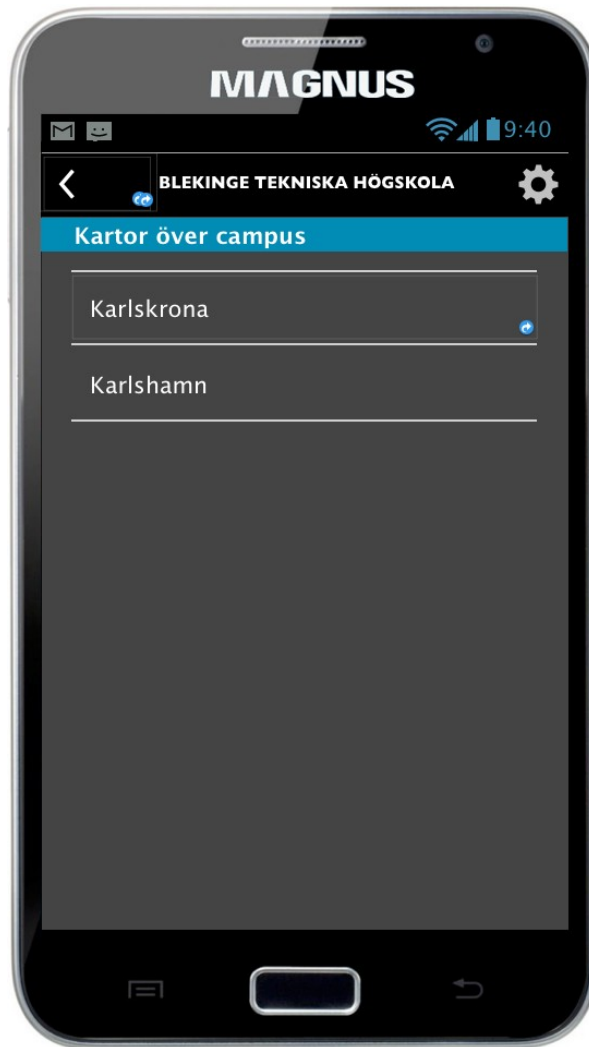 MAGNUS
9:40
BLEKINGE TEKNISKA HÖGSKOLA
Kartor över campus
Karlskrona
Karlshamn